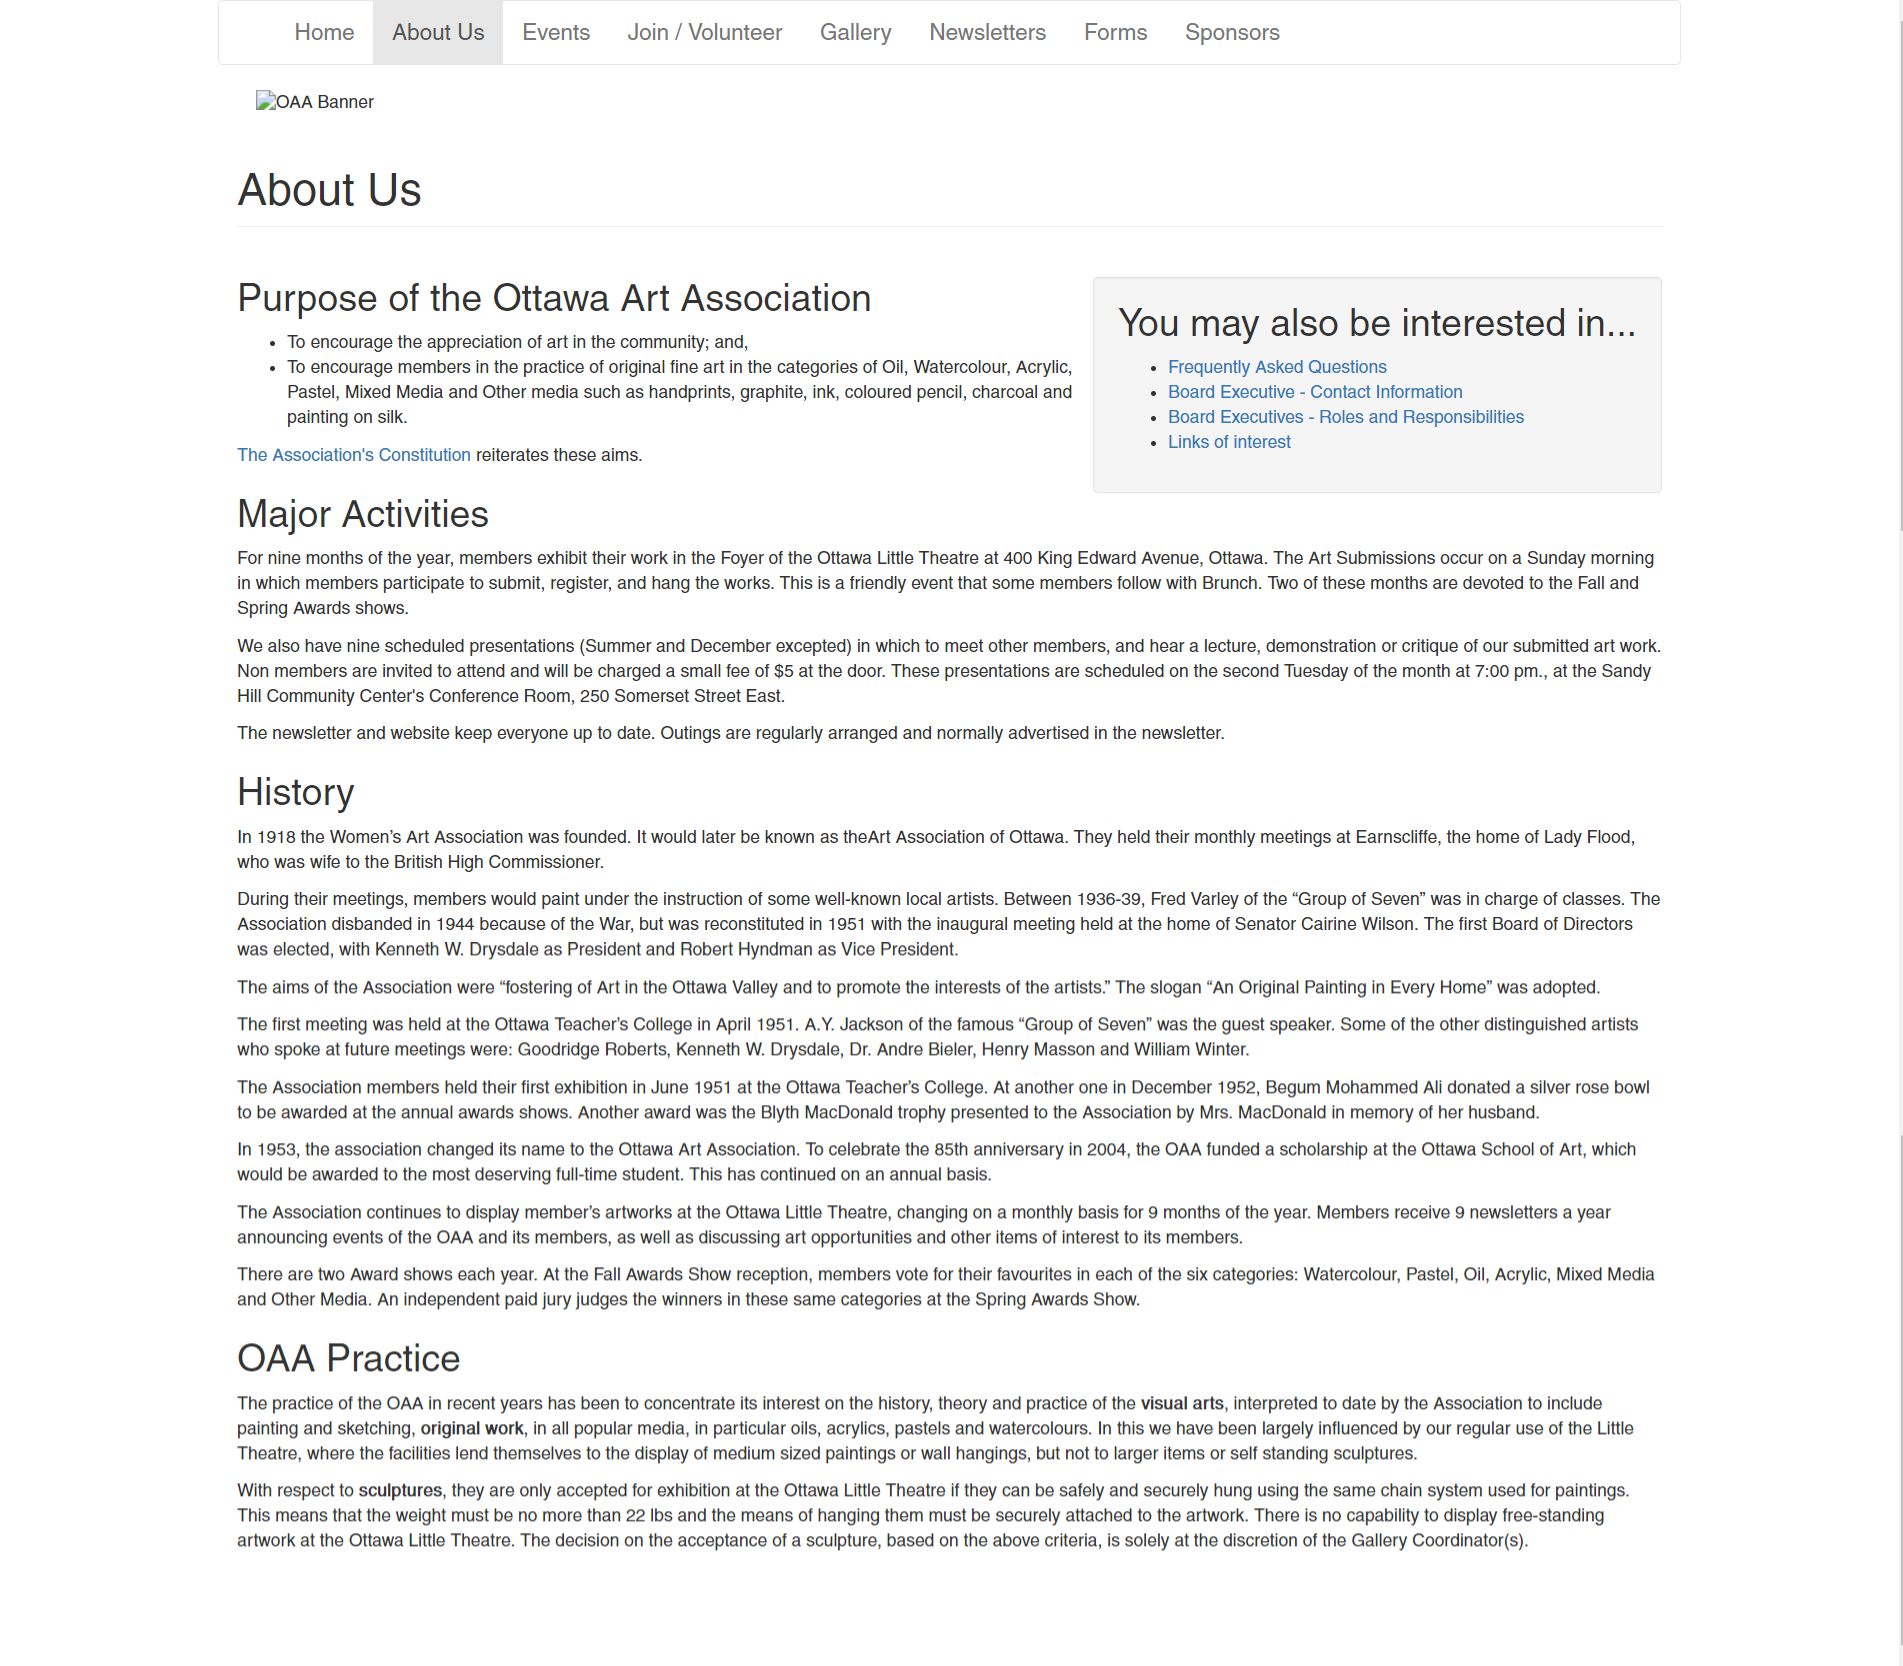 Home About Us Events Join / Volunteer Gallery Newsletters Forms Sponsors
OAA Banner
About Us
Purpose of the Ottawa Art Association
• To encourage the appreciation of art in the community; and,
• To encourage members in the practice of original fine art in the categories of Oil, Watercolour, Acrylic,
Pastel, Mixed Media and Other media such as handprints, graphite, ink, coloured pencil, charcoal and
painting on silk.
The Association's Constitution reiterates these aims.
You may also be interested in...
• Frequently Asked Questions
• Board Executive - Contact Information
• Board Executives - Roles and Responsibilities
• Links of interest
Major Activities
For nine months of the year, members exhibit their work in the Foyer of the Ottawa Little Theatre at 400 King Edward Avenue, Ottawa. The Art Submissions occur on a Sunday morning
in which members participate to submit, register, and hang the works. This is a friendly event that some members follow with Brunch. Two of these months are devoted to the Fall and
Spring Awards shows.
We also have nine scheduled presentations (Summer and December excepted) in which to meet other members, and hear a lecture, demonstration or critique of our submitted art work.
Non members are invited to attend and will be charged a small fee of $5 at the door. These presentations are scheduled on the second Tuesday of the month at 7:00 pm., at the Sandy
Hill Community Center's Conference Room, 250 Somerset Street East.
The newsletter and website keep everyone up to date. Outings are regularly arranged and normally advertised in the newsletter.
History
In 1918 the Women’s Art Association was founded. It would later be known as theArt Association of Ottawa. They held their monthly meetings at Earnscliffe, the home of Lady Flood,
who was wife to the British High Commissioner.
During their meetings, members would paint under the instruction of some well-known local artists. Between 1936-39, Fred Varley of the “Group of Seven” was in charge of classes. The
Association disbanded in 1944 because of the War, but was reconstituted in 1951 with the inaugural meeting held at the home of Senator Cairine Wilson. The first Board of Directors
was elected, with Kenneth W. Drysdale as President and Robert Hyndman as Vice President.
The aims of the Association were “fostering of Art in the Ottawa Valley and to promote the interests of the artists.” The slogan “An Original Painting in Every Home” was adopted.
The first meeting was held at the Ottawa Teacher’s College in April 1951. A.Y. Jackson of the famous “Group of Seven” was the guest speaker. Some of the other distinguished artists
who spoke at future meetings were: Goodridge Roberts, Kenneth W. Drysdale, Dr. Andre Bieler, Henry Masson and William Winter.
The Association members held their first exhibition in June 1951 at the Ottawa Teacher’s College. At another one in December 1952, Begum Mohammed Ali donated a silver rose bowl
to be awarded at the annual awards shows. Another award was the Blyth MacDonald trophy presented to the Association by Mrs. MacDonald in memory of her husband.
In 1953, the association changed its name to the Ottawa Art Association. To celebrate the 85th anniversary in 2004, the OAA funded a scholarship at the Ottawa School of Art, which
would be awarded to the most deserving full-time student. This has continued on an annual basis.
The Association continues to display member’s artworks at the Ottawa Little Theatre, changing on a monthly basis for 9 months of the year. Members receive 9 newsletters a year
announcing events of the OAA and its members, as well as discussing art opportunities and other items of interest to its members.
There are two Award shows each year. At the Fall Awards Show reception, members vote for their favourites in each of the six categories: Watercolour, Pastel, Oil, Acrylic, Mixed Media
and Other Media. An independent paid jury judges the winners in these same categories at the Spring Awards Show.
OAA Practice
The practice of the OAA in recent years has been to concentrate its interest on the history, theory and practice of the visual arts, interpreted to date by the Association to include
painting and sketching, original work, in all popular media, in particular oils, acrylics, pastels and watercolours. In this we have been largely influenced by our regular use of the Little
Theatre, where the facilities lend themselves to the display of medium sized paintings or wall hangings, but not to larger items or self standing sculptures.
With respect to sculptures, they are only accepted for exhibition at the Ottawa Little Theatre if they can be safely and securely hung using the same chain system used for paintings.
This means that the weight must be no more than 22 lbs and the means of hanging them must be securely attached to the artwork. There is no capability to display free-standing
artwork at the Ottawa Little Theatre. The decision on the acceptance of a sculpture, based on the above criteria, is solely at the discretion of the Gallery Coordinator(s).